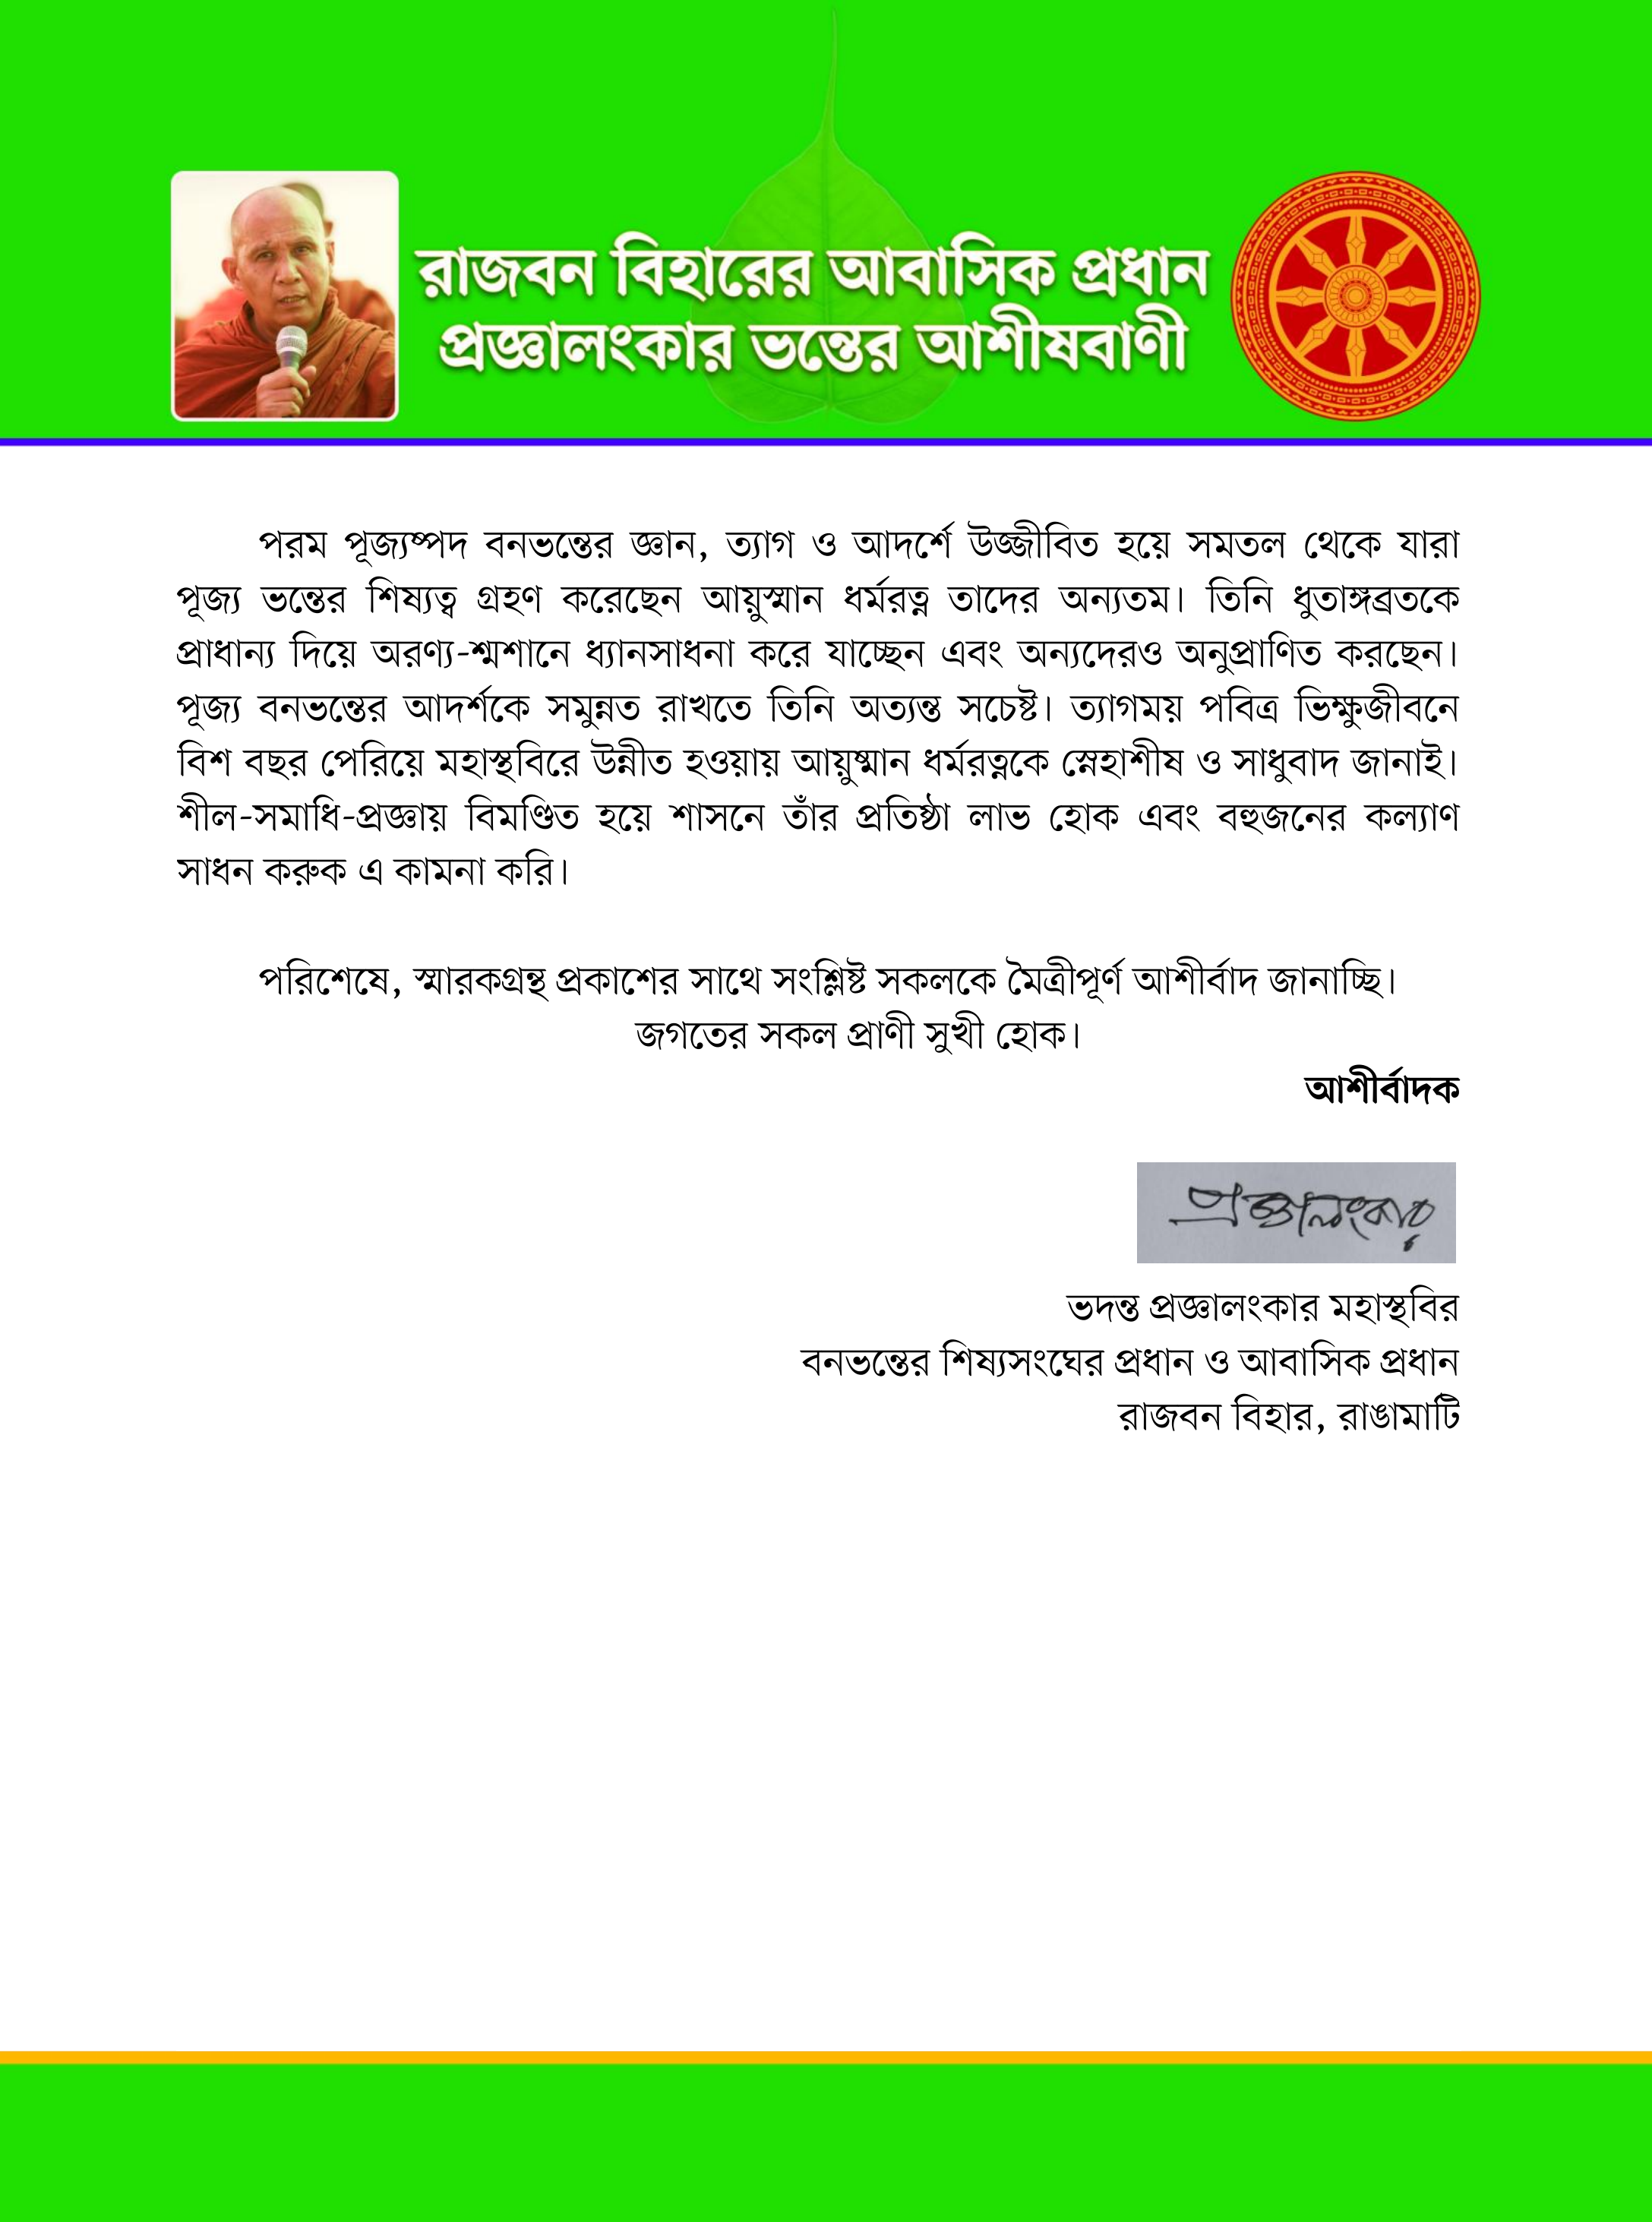 রাজবন বিহারের আবাসিক প্রধান
প্রজ্ঞালংকার ভন্তের আশীষবাণী
পরম পূজ্যষ্পদ বনভন্তের জ্ঞান, ত্যাগ ও আদর্শে উজ্জীবিত হয়ে সমতল থেকে যারা
পূজ্য ভন্তের শিষ্যত্ব গ্রহণ করেছেন আয়ুস্মান ধর্মরত্ন তাদের অন্যতম। তিনি ধুতাঙ্গব্রতকে
প্রাধান্য দিয়ে অরণ্য-শ্মশানে ধ্যানসাধনা করে যাচ্ছেন এবং অন্যদেরও অনুপ্রাণিত করছেন।
পূজ্য বনভন্তের আদর্শকে সমুন্নত রাখতে তিনি অত্যন্ত সচেষ্ট। ত্যাগময় পবিত্র ভিক্ষুজীবনে
বিশ বছর পেরিয়ে মহাস্থবিরে উন্নীত হওয়ায় আয়ুষ্মান ধর্মরত্নকে স্নেহাশীষ ও সাধুবাদ জানাই।
শীল-সমাধি-প্রজ্ঞায় বিমণ্ডিত হয়ে শাসনে তাঁর প্রতিষ্ঠা লাভ হোক এবং বহুজনের কল্যাণ
সাধন করুক এ কামনা করি।
পরিশেষে, স্মারকগ্রন্থ প্রকাশের সাথে সংশ্লিষ্ট সকলকে মৈত্রীপূর্ণ আশীর্বাদ জানাচ্ছি।
জগতের সকল প্রাণী সুখী হোক।
আশীর্বাদক
প্রজ্ঞালংকার
ভদন্ত প্রজ্ঞালংকার মহাস্থবির
বনভন্তের শিষ্যসংঘের প্রধান ও আবাসিক প্রধান
রাজবন বিহার, রাঙামাটি